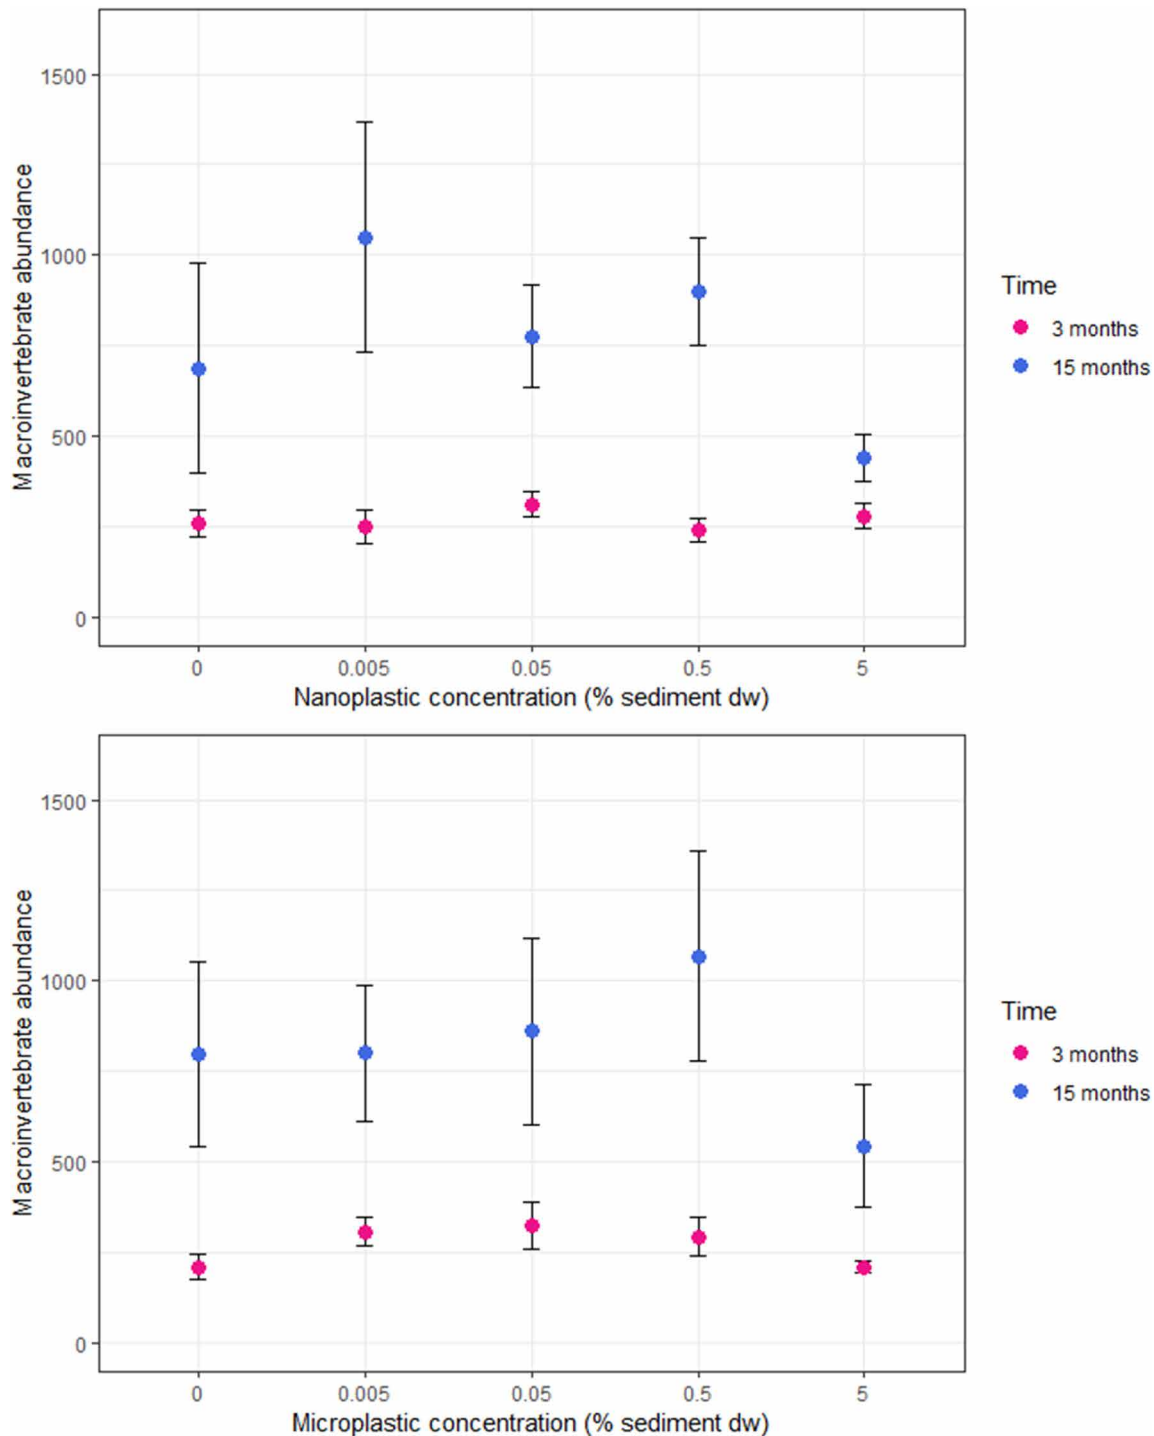 1500
1000
500
0
Macroinvertebrate abundance
0 0.005 0.05 0.5 5
Nanoplastic concentration (% sediment dw)
Time
3 months
15 months
1500
1000
500
0
Macroinvertebrate abundance
0 0.005 0.05 0.5 5
Microplastic concentration (% sediment dw)
Time
3 months
15 months